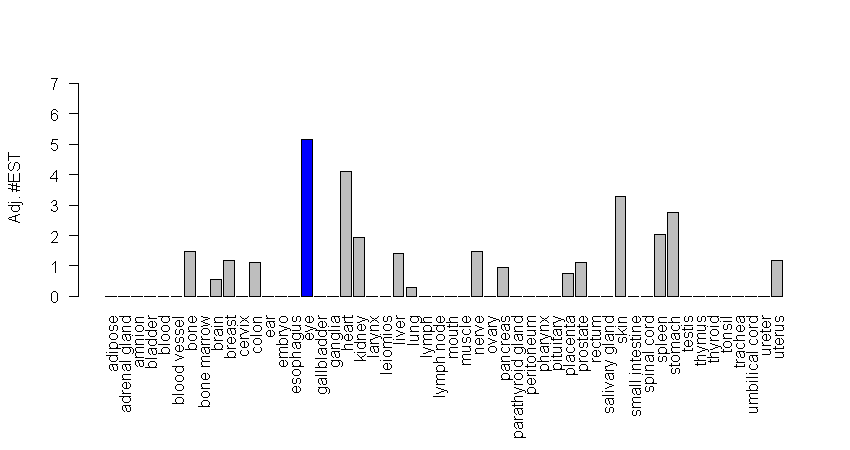 7
6
5
4
3
2
1
0
Adj. #EST
adipose
adrenal gland
amnion
bladder
blood
blood vessel
bone
bone marrow
brain
breast
cervix
colon
ear
embryo
esophagus
eye
gallbladder
ganglia
heart
kidney
larynx
leiomios
liver
lung
lymph
lymph node
mouth
muscle
nerve
ovary
pancreas
parathyroid gland
peritoneum
pharynx
pituitary
placenta
prostate
rectum
salivary gland
skin
small intestine
spinal cord
spleen
stomach
testis
thymus
thyroid
tonsil
trachea
umbilical cord
ureter
uterus